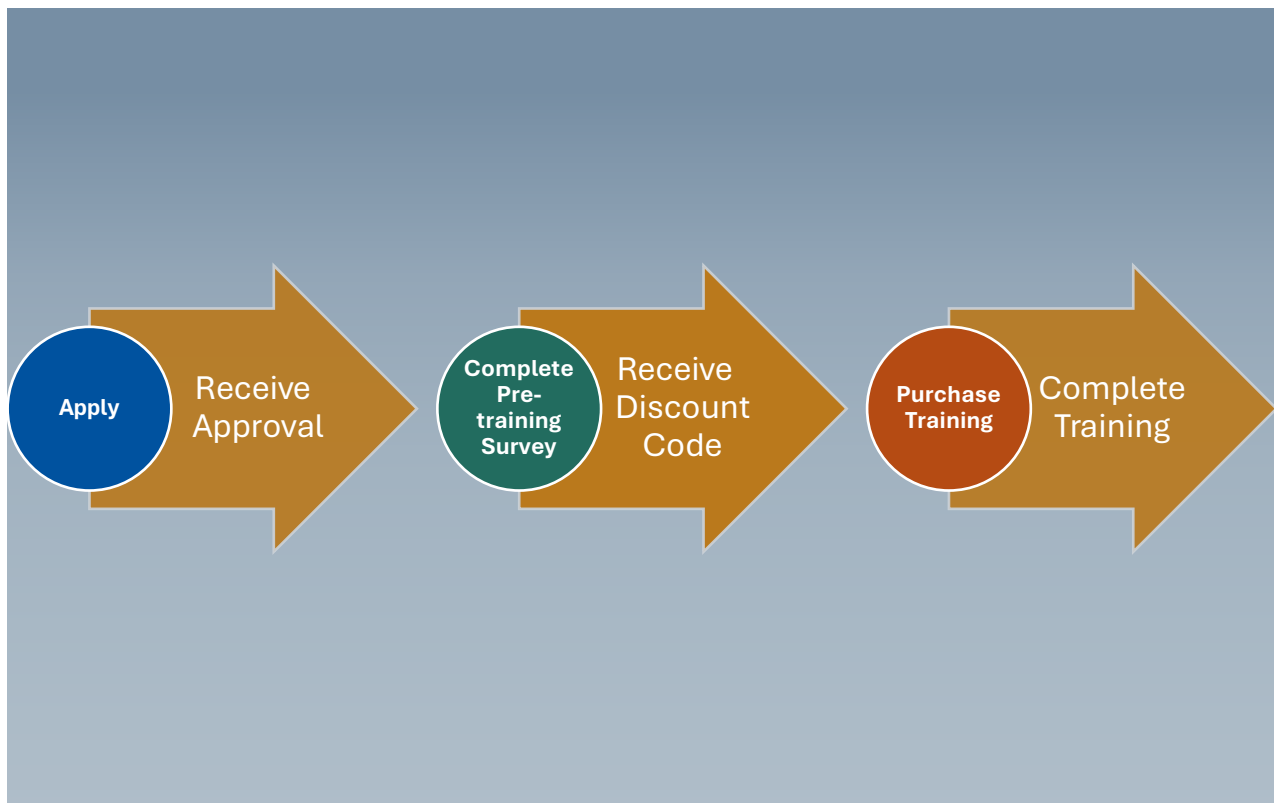 Apply
Receive
Approval
Complete
Pre-
training
Survey
Receive
Discount
Code
Purchase
Training
Complete
Training